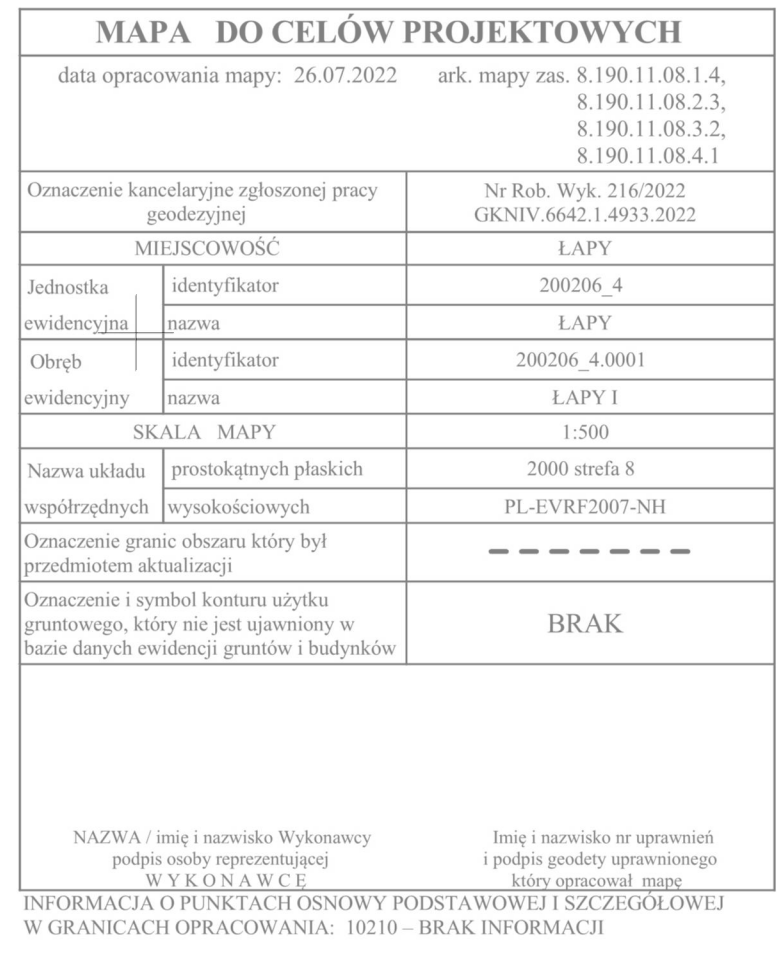 MAPA DO CELÓW PROJEKTOWYCH
data opracowania mapy: 26.07.2022 ark. mapy zas. 8.190.11.08.1.4,
8.190.11.08.2.3,
8.190.11.08.3.2,
8.190.11.08.4.1
Oznaczenie kancelaryjne zgłoszonej pracy
geodezyjnej
Nr Rob. Wyk. 216/2022
GKNIV.6642.1.4933.2022
MIEJSCOWOŚĆ ŁAPY
Jednostka
ewidencyjna
identyfikator 200206_4
nazwa ŁAPY
Obręb
ewidencyjny
identyfikator 200206_4.0001
nazwa ŁAPY I
SKALA MAPY 1:500
Nazwa układu
współrzędnych
prostokątnych płaskich 2000 strefa 8
wysokościowych PL-EVRF2007-NH
Oznaczenie granic obszaru który był
przedmiotem aktualizacji
Oznaczenie i symbol konturu użytku
gruntowego, który nie jest ujawniony w
bazie danych ewidencji gruntów i budynków
BRAK
NAZWA / imię i nazwisko Wykonawcy
podpis osoby reprezentującej
WYKONAWCĘ
Imię i nazwisko nr uprawnień
i podpis geodety uprawnionego
który opracował mapę
INFORMACJA O PUNKTACH OSNOWY PODSTAWOWEJ I SZCZEGÓŁOWEJ
W GRANICACH OPRACOWANIA: 10210 – BRAK INFORMACJI